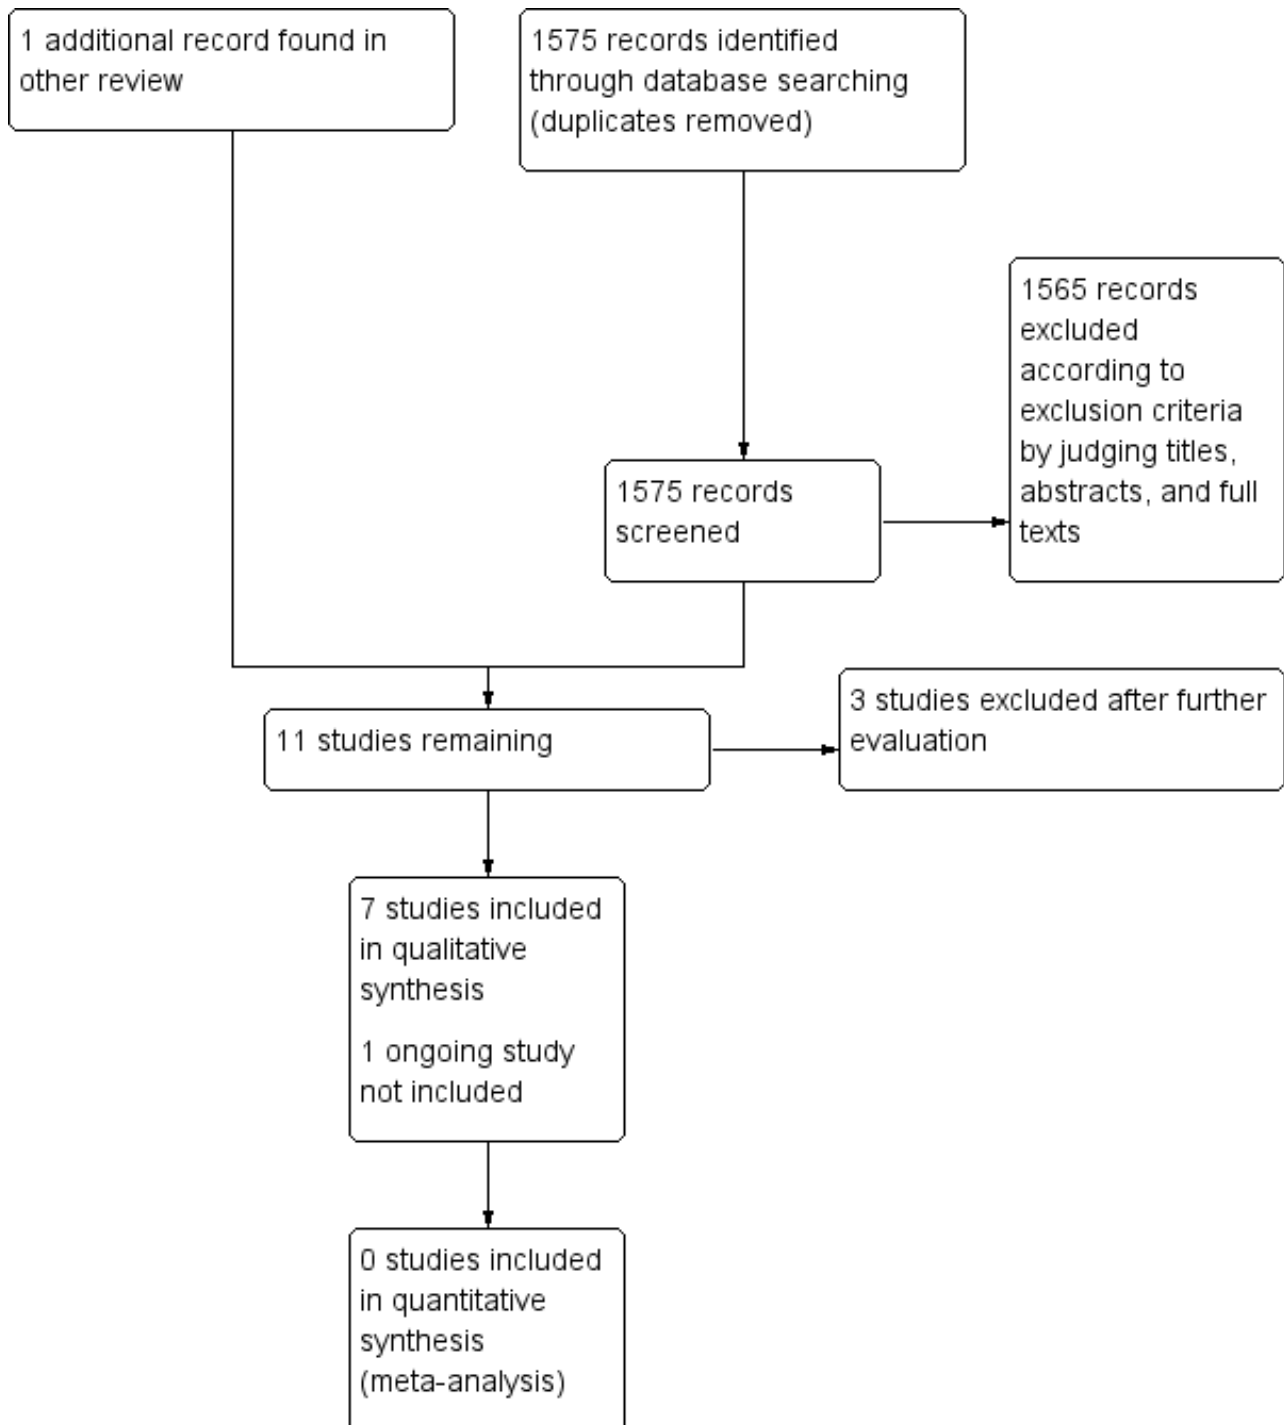 1 additional record found in
other review
1575 records identified
through database searching
(duplicates removed)
1565 records
excluded
according to
exclusion criteria
by judging titles,
abstracts, and full
texts
1575 records
screened
11 studies remaining
3 studies excluded after further
evaluation
7 studies included
in qualitative
synthesis
1 ongoing study
not included
0 studies included
in quantitative
synthesis
(meta-analysis)